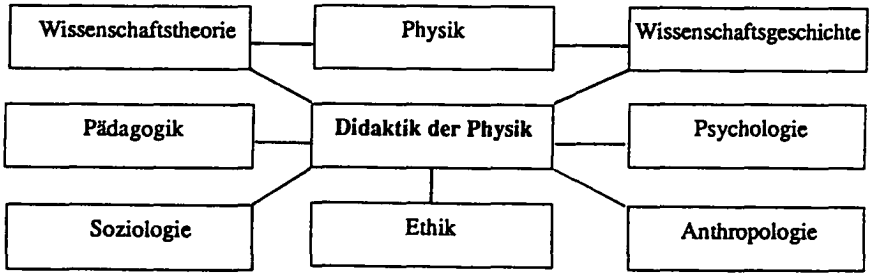 Wissenschaftstheorie
Physik
Wissenschaftsgeschichte
Pädagogik
Didaktik der Physik
Psychologie
Soziologie
Ethik
Anthropologie